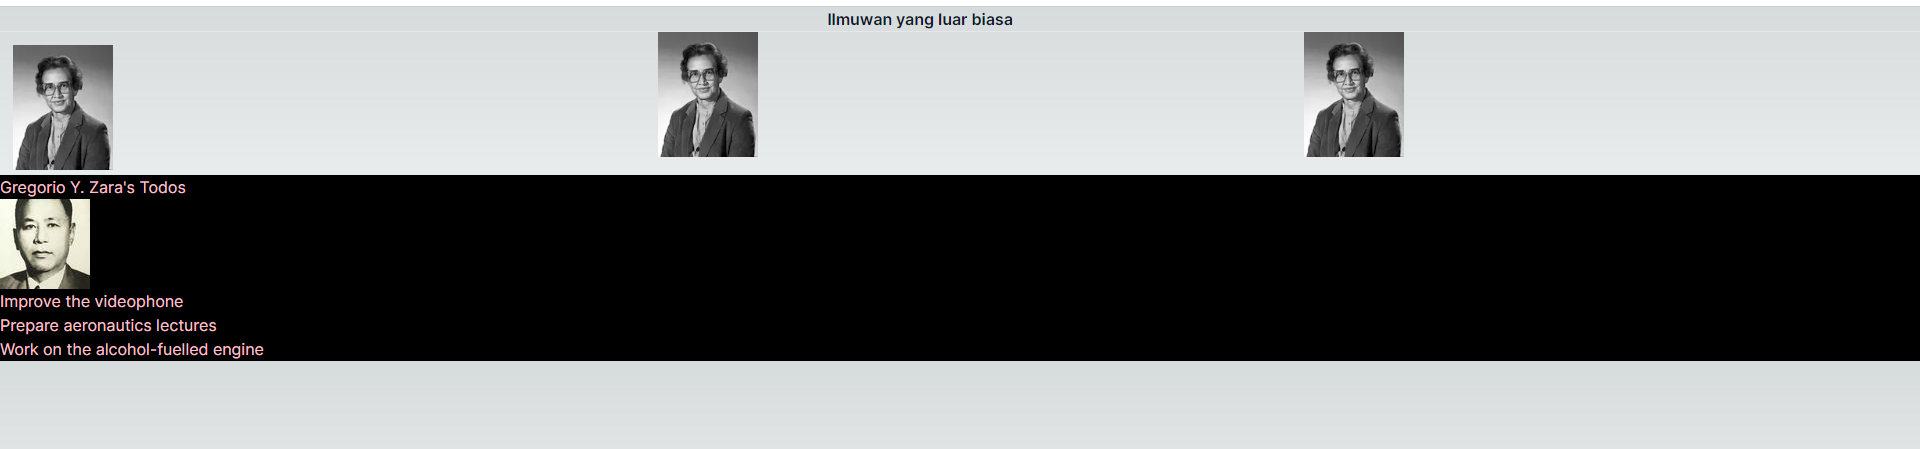 Ilmuwan yang luar biasa
Gregorio Y. Zara's Todos
Improve the videophone
Prepare aeronautics lectures
Work on the alcohol-fuelled engine